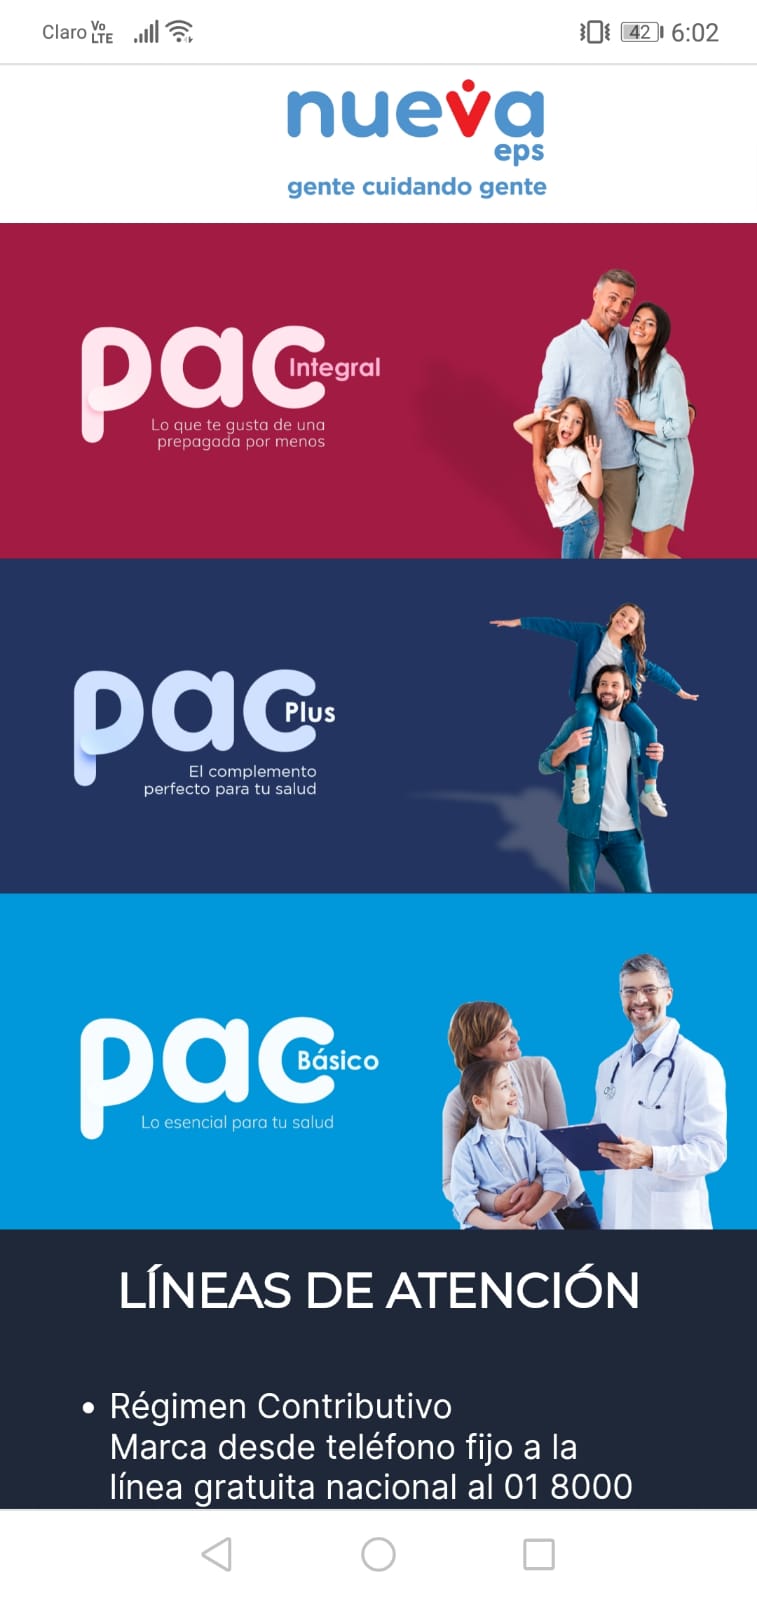 Claro Vo LTE 42 6:02
nueva
eps
gente cuidando gente
pac
Integral
Lo que te gusta de una
prepagada por menos
pac
Plus
El complemento
perfecto para tu salud
pac
Básico
Lo esencial para tu salud
LÍNEAS DE ATENCIÓN
• Régimen Contributivo
Marca desde teléfono fijo a la
línea gratuita nacional al 01 8000